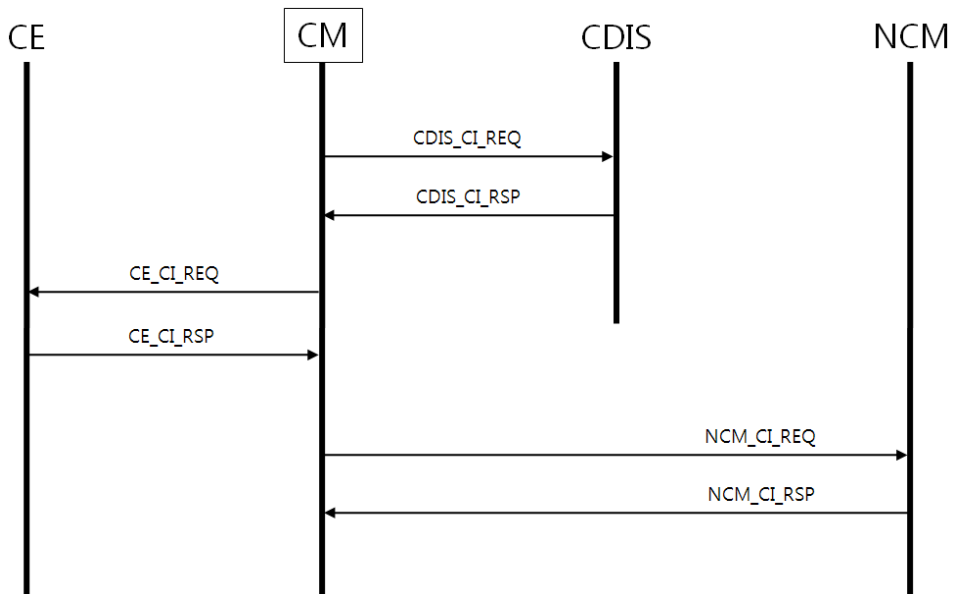 CE
CM
CDIS
NCM
CDIS_CI_REQ
CDIS_CI_RSP
CE_CI_REQ
CE_CI_RSP
NCM_CI_REQ
NCM_CI_RSP